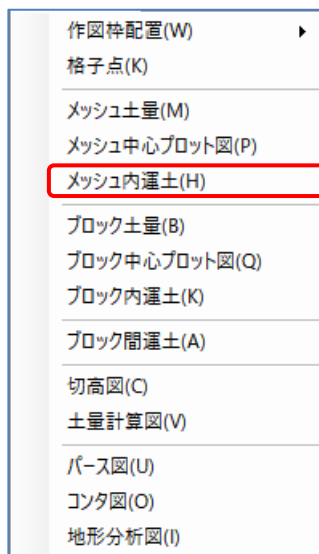 作図枠配置(W)
格子点(K)
メッシュ土量(M)
メッシュ中心プロット図(P)
メッシュ内運土(H)
ブロック土量(B)
ブロック中心プロット図(Q)
ブロック内運土(K)
ブロック間運土(A)
切高図(C)
土量計算図(V)
パース図(U)
コンタ図(O)
地形分析図(I)